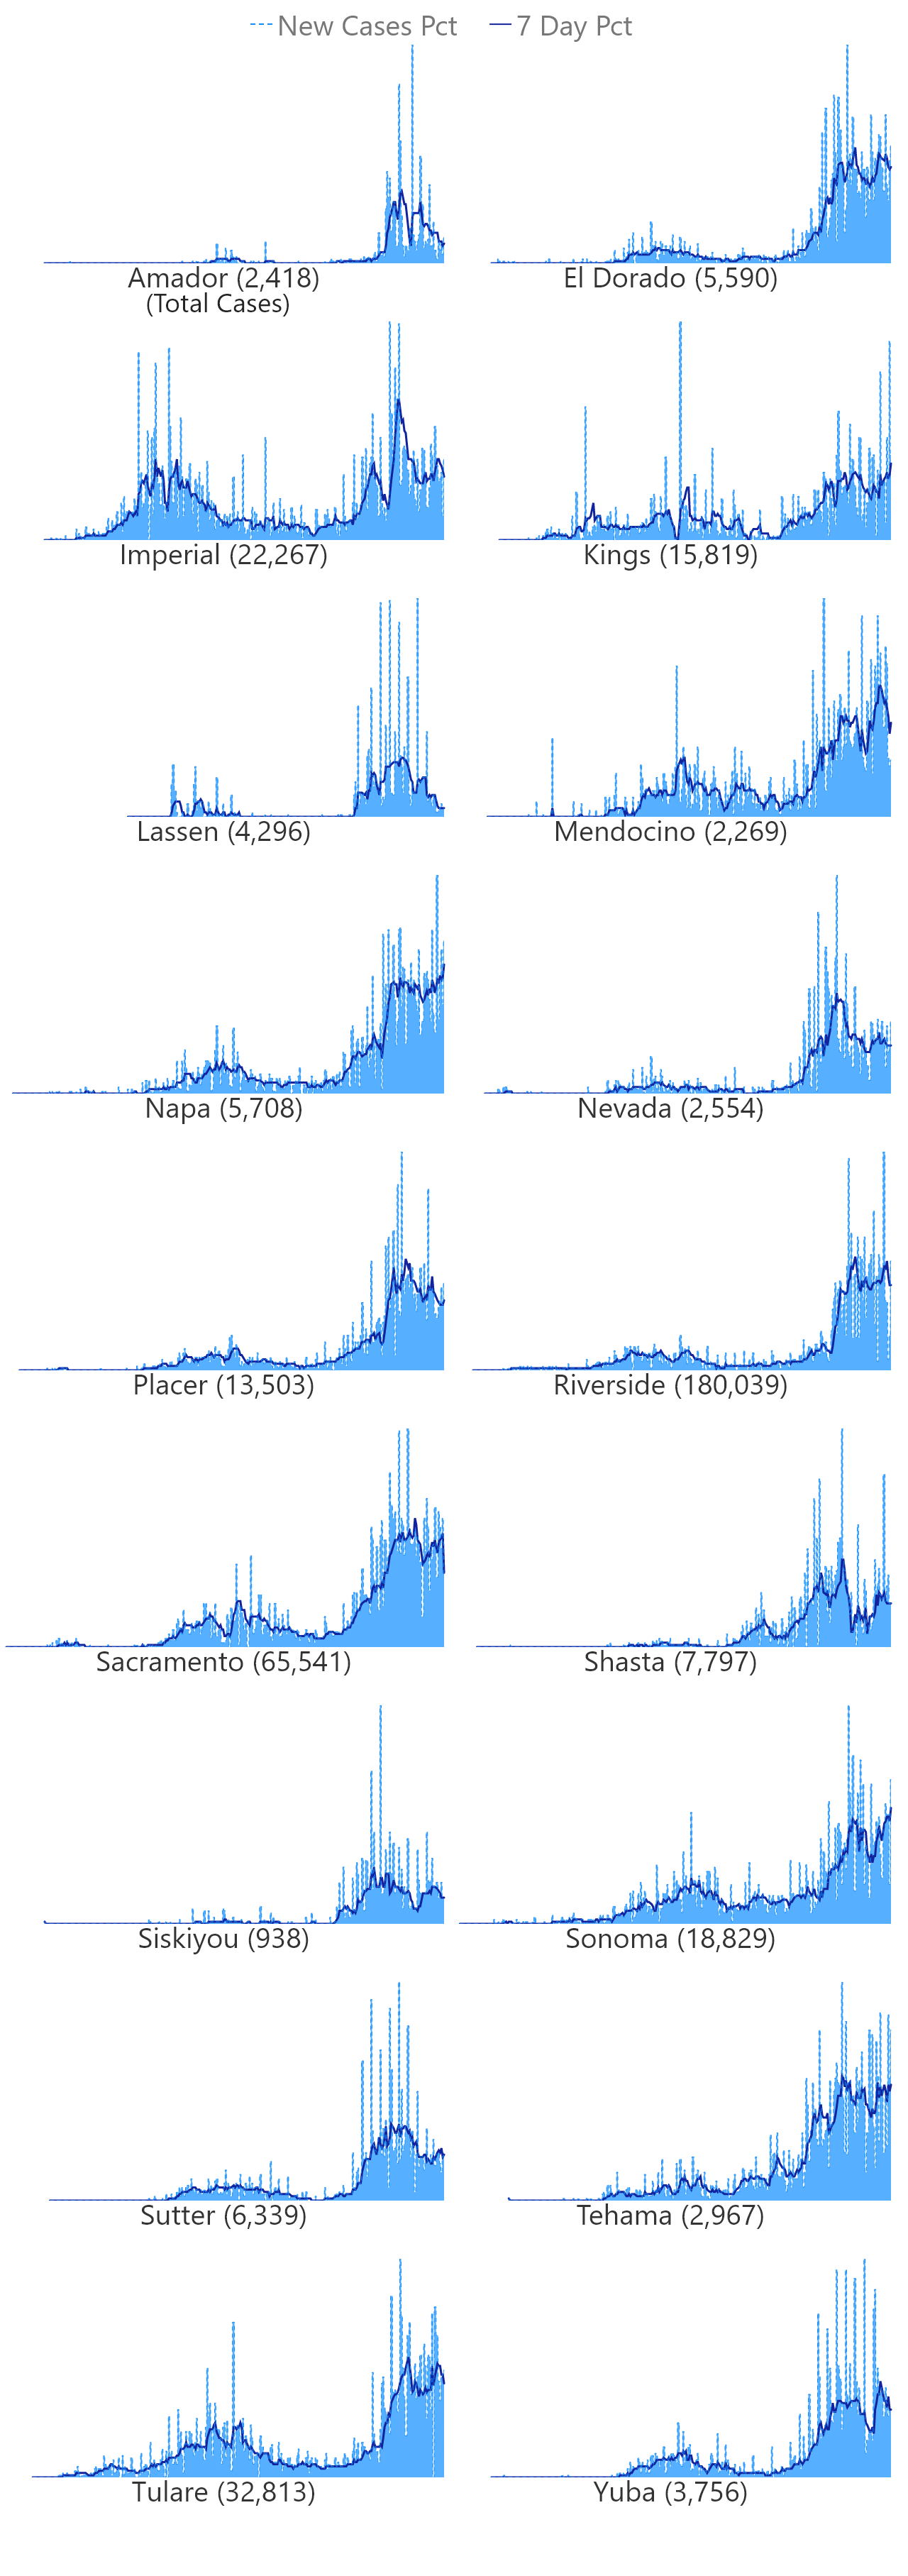 New Cases Pct 7 Day Pct
Amador (2,418) El Dorado (5,590)
(Total Cases)
Imperial (22,267) Kings (15,819)
Lassen (4,296) Mendocino (2,269)
Napa (5,708) Nevada (2,554)
Placer (13,503) Riverside (180,039)
Sacramento (65,541) Shasta (7,797)
Siskiyou (938) Sonoma (18,829)
Sutter (6,339) Tehama (2,967)
Tulare (32,813) Yuba (3,756)